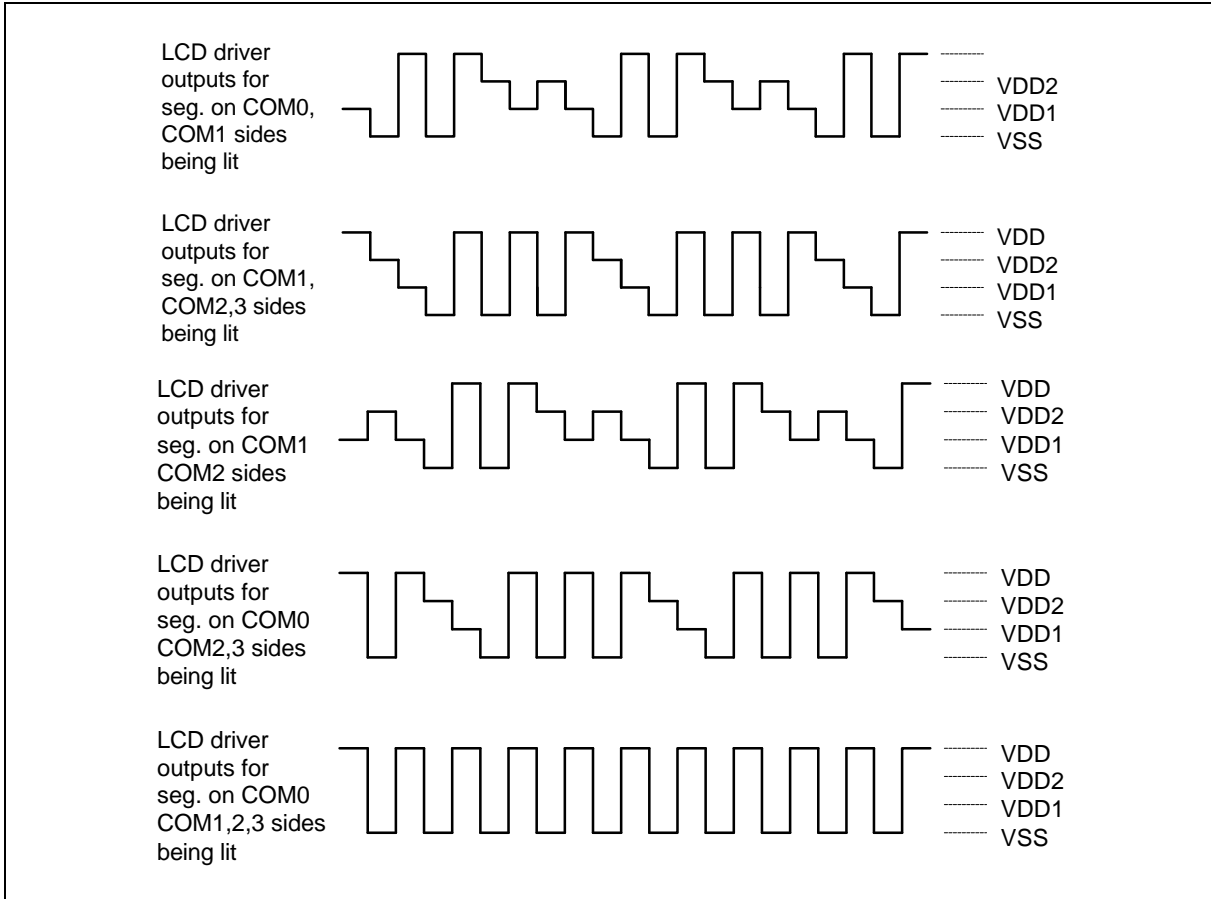 LCD driver
outputs for
seg. on COM0,
COM1 sides
being lit
VDD2
VDD1
VSS
LCD driver
outputs for
seg. on COM1,
COM2,3 sides
being lit
VDD
VDD2
VDD1
VSS
LCD driver
outputs for
seg. on COM1
COM2 sides
being lit
VDD
VDD2
VDD1
VSS
LCD driver
outputs for
seg. on COM0
COM2,3 sides
being lit
VDD
VDD2
VDD1
VSS
LCD driver
outputs for
seg. on COM0
COM1,2,3 sides
being lit
VDD
VDD2
VDD1
VSS